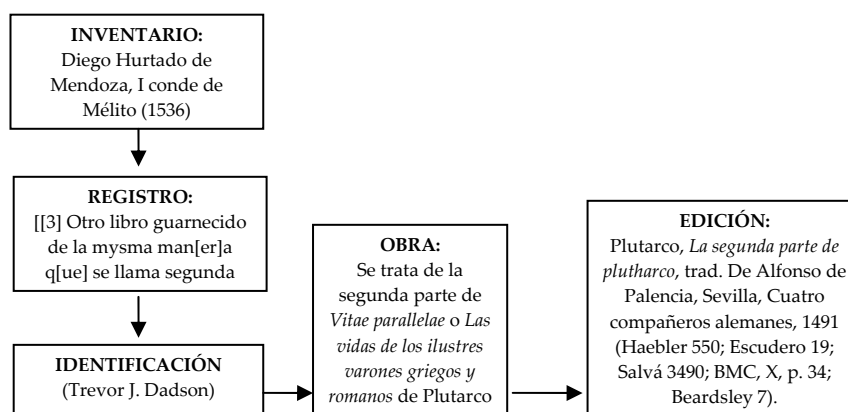 INVENTARIO:
Diego Hurtado de
Mendoza, I conde de
Mélito (1536)
REGISTRO:
[[3] Otro libro guarnecido
de la mysma man[er]a
q[ue] se llama segunda
IDENTIFICACIÓN
(Trevor J. Dadson)
OBRA:
Se trata de la
segunda parte de
Vitae parallelae o Las
vidas de los ilustres
varones griegos y
romanos de Plutarco
EDICIÓN:
Plutarco, La segunda parte de
plutharco, trad. De Alfonso de
Palencia, Sevilla, Cuatro
compañeros alemanes, 1491
(Haebler 550; Escudero 19;
Salvá 3490; BMC, X, p. 34;
Beardsley 7).